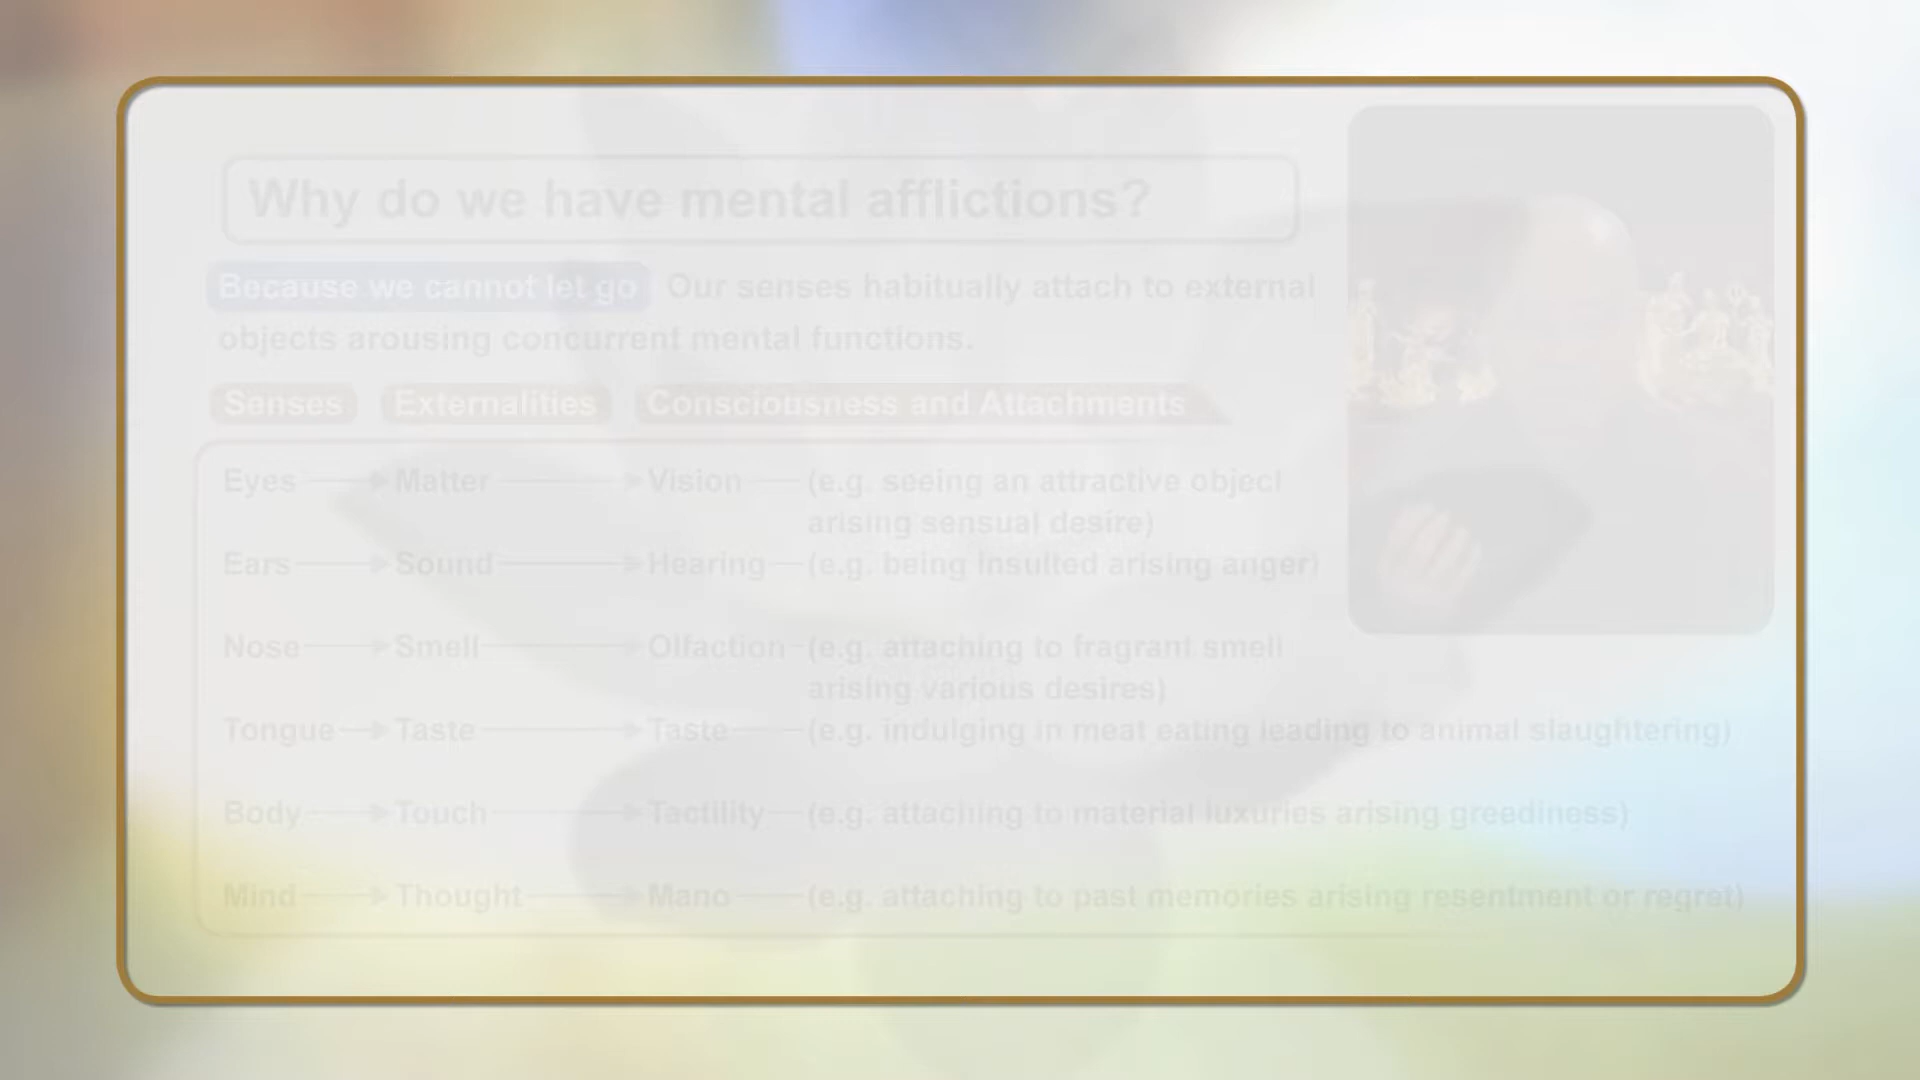 Why do we have mental afflictions?
Because we cannot let go Our senses habitually attach to external
objects arousing concurrent mental functions.
Senses Externalities Consciousness and Attachments
Eyes Matter Vision (e.g. seeing an attractive object
arising sensual desire)
Ears Sound Hearing (e.g. being insulted arising anger)
Nose Smell Olfaction (e.g. attaching to fragrant smell
arising various desires)
Tongue Taste Taste (e.g. indulging in meat eating leading to animal slaughtering)
Body Touch Tactility (e.g. attaching to material luxuries arising greediness)
Mind Thought Mano (e.g. attaching to past memories arising resentment or regret)